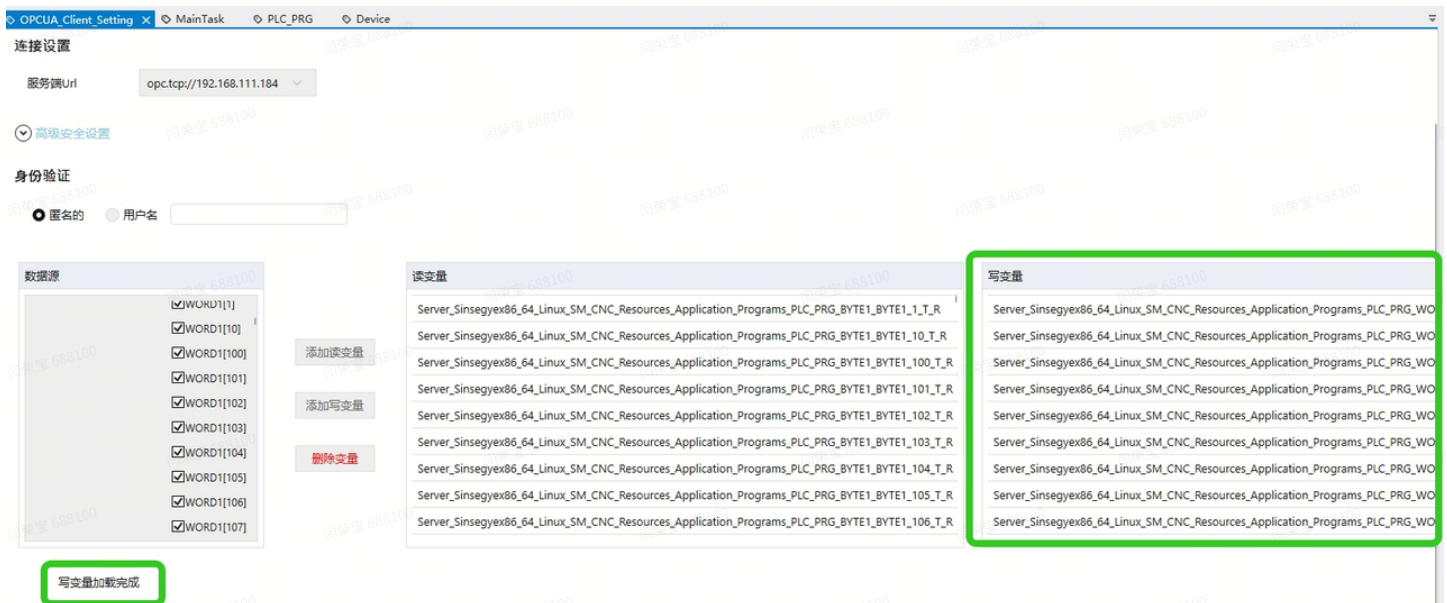 OPCUA_Client_Setting MainTask PLC_PRG Device
连接设置
服务端Url opc.tcp://192.168.111.184
高级安全设置
身份验证
匿名的 用户名
数据源
WORD1[1]
WORD1[10]
WORD1[100]
WORD1[101]
WORD1[102]
WORD1[103]
WORD1[104]
WORD1[105]
WORD1[106]
WORD1[107]
添加读变量
添加写变量
删除变量
读变量
Server_Sinsegyex86_64_Linux_SM_CNC_Resources_Application_Programs_PLC_PRG_BYTE1_BYTE1_1_T_R
Server_Sinsegyex86_64_Linux_SM_CNC_Resources_Application_Programs_PLC_PRG_BYTE1_BYTE1_10_T_R
Server_Sinsegyex86_64_Linux_SM_CNC_Resources_Application_Programs_PLC_PRG_BYTE1_BYTE1_100_T_R
Server_Sinsegyex86_64_Linux_SM_CNC_Resources_Application_Programs_PLC_PRG_BYTE1_BYTE1_101_T_R
Server_Sinsegyex86_64_Linux_SM_CNC_Resources_Application_Programs_PLC_PRG_BYTE1_BYTE1_102_T_R
Server_Sinsegyex86_64_Linux_SM_CNC_Resources_Application_Programs_PLC_PRG_BYTE1_BYTE1_103_T_R
Server_Sinsegyex86_64_Linux_SM_CNC_Resources_Application_Programs_PLC_PRG_BYTE1_BYTE1_104_T_R
Server_Sinsegyex86_64_Linux_SM_CNC_Resources_Application_Programs_PLC_PRG_BYTE1_BYTE1_105_T_R
Server_Sinsegyex86_64_Linux_SM_CNC_Resources_Application_Programs_PLC_PRG_BYTE1_BYTE1_106_T_R
写变量
Server_Sinsegyex86_64_Linux_SM_CNC_Resources_Application_Programs_PLC_PRG_WO
Server_Sinsegyex86_64_Linux_SM_CNC_Resources_Application_Programs_PLC_PRG_WO
Server_Sinsegyex86_64_Linux_SM_CNC_Resources_Application_Programs_PLC_PRG_WO
Server_Sinsegyex86_64_Linux_SM_CNC_Resources_Application_Programs_PLC_PRG_WO
Server_Sinsegyex86_64_Linux_SM_CNC_Resources_Application_Programs_PLC_PRG_WO
Server_Sinsegyex86_64_Linux_SM_CNC_Resources_Application_Programs_PLC_PRG_WO
Server_Sinsegyex86_64_Linux_SM_CNC_Resources_Application_Programs_PLC_PRG_WO
Server_Sinsegyex86_64_Linux_SM_CNC_Resources_Application_Programs_PLC_PRG_WO
Server_Sinsegyex86_64_Linux_SM_CNC_Resources_Application_Programs_PLC_PRG_WO
写变量加载完成
闫荣宝 688100